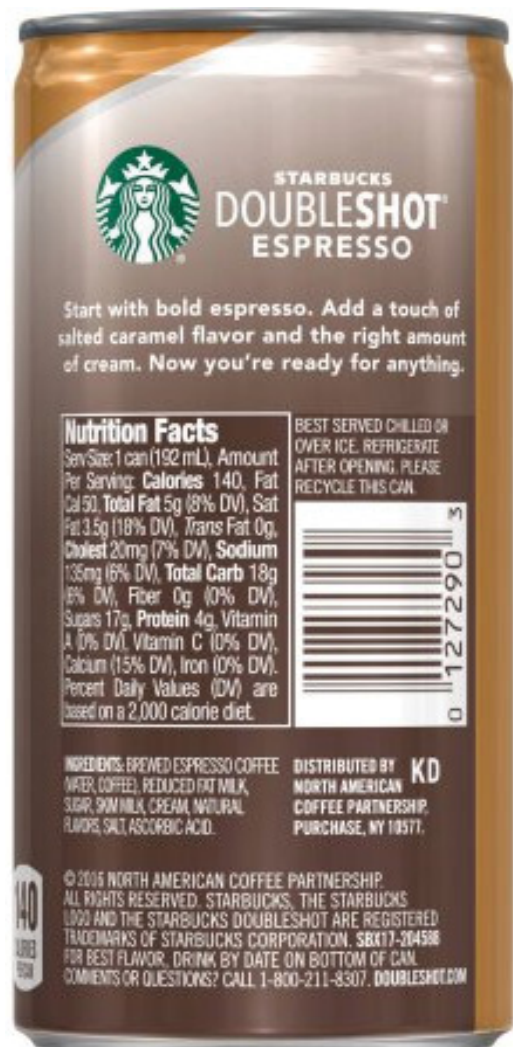 STARBUCKS
DOUBLESHOT®
ESPRESSO
Start with bold espresso. Add a touch of
salted caramel flavor and the right amount
of cream. Now you're ready for anything.
Nutrition Facts
Serv Size: 1 can (192 mL), Amount
Per Serving: Calories 140, Fat
Cal 50, Total Fat 5g (8% DV), Sat
Fat 3.5g (18% DV), Trans Fat 0g,
Cholest 20mg (7% DV), Sodium
135mg (6% DV), Total Carb 18g
(6% DV), Fiber 0g (0% DV),
Sugars 17g, Protein 4g, Vitamin
A (0% DV), Vitamin C (0% DV),
Calcium (15% DV), Iron (0% DV).
Percent Daily Values (DV) are
based on a 2,000 calorie diet.
BEST SERVED CHILLED OR
OVER ICE. REFRIGERATE
AFTER OPENING. PLEASE
RECYCLE THIS CAN.
0 127290 3
INGREDIENTS: BREWED ESPRESSO COFFEE
(WATER, COFFEE), REDUCED FAT MILK,
SUGAR, SKIM MILK, CREAM, NATURAL
FLAVORS, SALT, ASCORBIC ACID.
DISTRIBUTED BY
NORTH AMERICAN
COFFEE PARTNERSHIP,
PURCHASE, NY 10577.
KD
140
CALORIES
PER CAN
© 2016 NORTH AMERICAN COFFEE PARTNERSHIP.
ALL RIGHTS RESERVED. STARBUCKS, THE STARBUCKS
LOGO AND THE STARBUCKS DOUBLESHOT ARE REGISTERED
TRADEMARKS OF STARBUCKS CORPORATION. SBX17-204588
FOR BEST FLAVOR, DRINK BY DATE ON BOTTOM OF CAN.
COMMENTS OR QUESTIONS? CALL 1-800-211-8307. DOUBLESHOT.COM